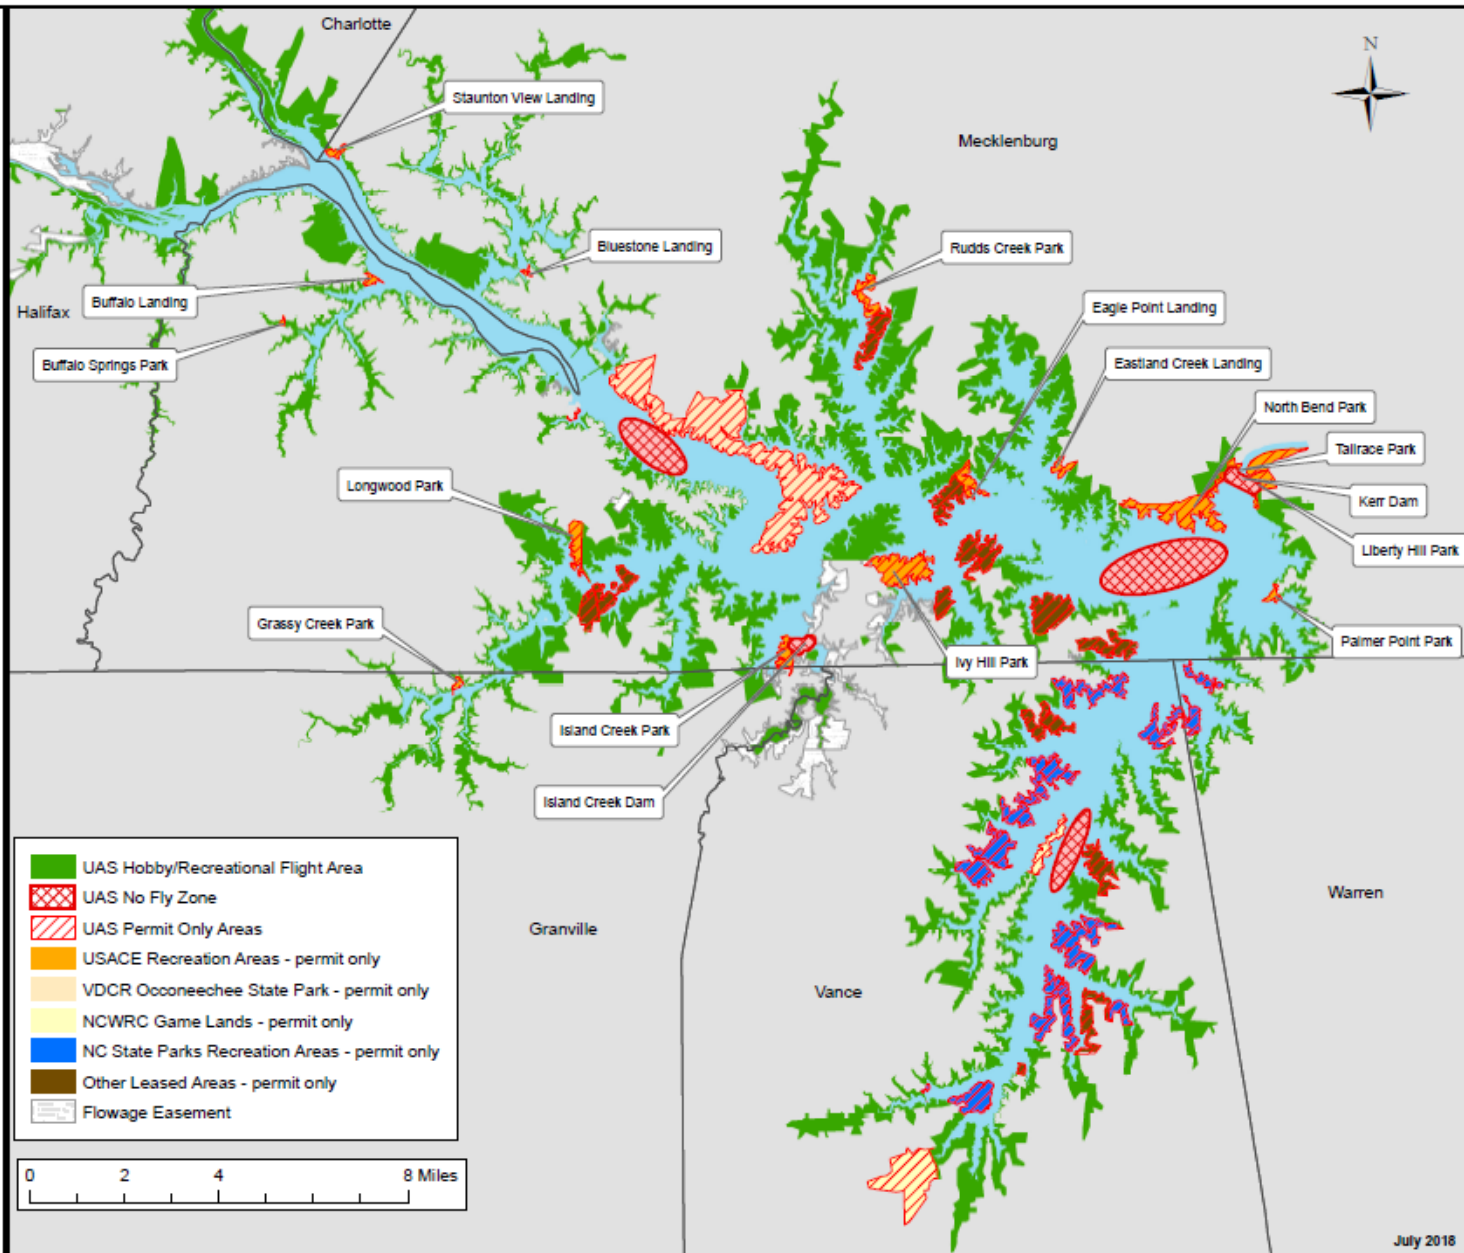 Charlotte
N
Staunton View Landing
Mecklenburg
Bluestone Landing
Rudds Creek Park
Buffalo Landing
Halifax
Eagle Point Landing
Buffalo Springs Park
Eastland Creek Landing
North Bend Park
Tailrace Park
Longwood Park
Kerr Dam
Liberty Hill Park
Grassy Creek Park
Palmer Point Park
Ivy Hill Park
Island Creek Park
Island Creek Dam
UAS Hobby/Recreational Flight Area
UAS No Fly Zone
UAS Permit Only Areas
USACE Recreation Areas - permit only
VDCR Occoneechee State Park - permit only
NCWRC Game Lands - permit only
NC State Parks Recreation Areas - permit only
Other Leased Areas - permit only
Flowage Easement
Granville
Warren
Vance
0 2 4 8 Miles
July 2018